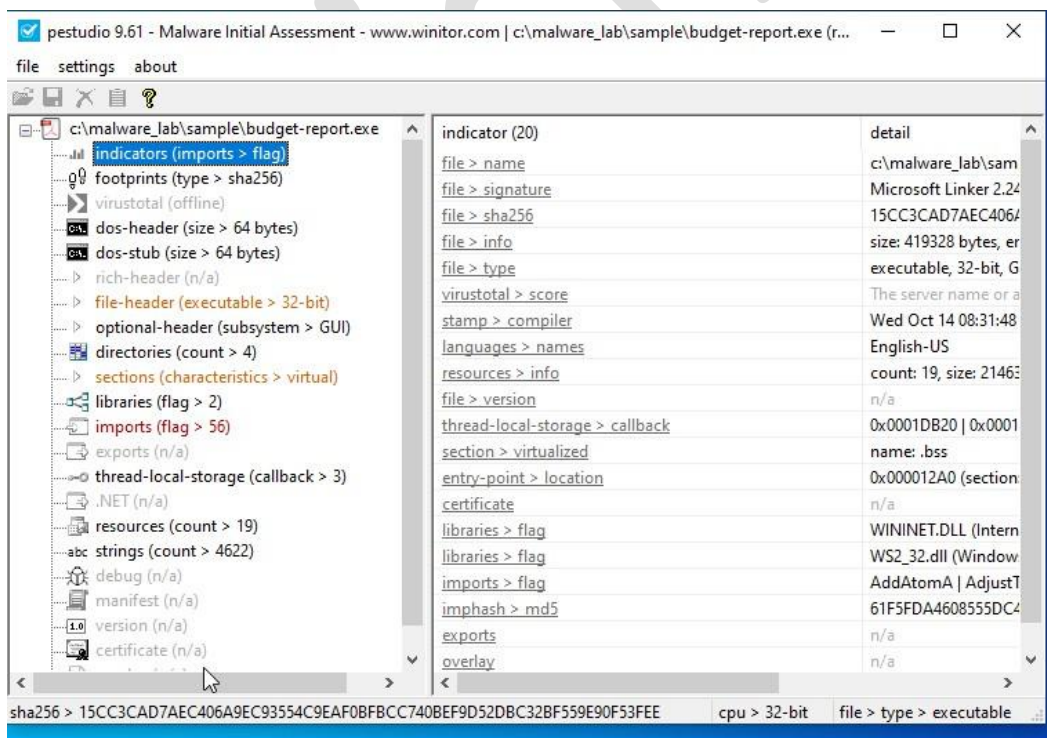 pestudio 9.61 - Malware Initial Assessment - www.winitor.com | c:\malware_lab\sample\budget-report.exe (r...
file settings about
c:\malware_lab\sample\budget-report.exe
indicators (imports > flag)
footprints (type > sha256)
virustotal (offline)
dos-header (size > 64 bytes)
dos-stub (size > 64 bytes)
rich-header (n/a)
file-header (executable > 32-bit)
optional-header (subsystem > GUI)
directories (count > 4)
sections (characteristics > virtual)
libraries (flag > 2)
imports (flag > 56)
exports (n/a)
thread-local-storage (callback > 3)
.NET (n/a)
resources (count > 19)
abc strings (count > 4622)
debug (n/a)
manifest (n/a)
1.0 version (n/a)
certificate (n/a)
indicator (20) detail
file > name c:\malware_lab\sam
file > signature Microsoft Linker 2.24
file > sha256 15CC3CAD7AEC406A
file > info size: 419328 bytes, er
file > type executable, 32-bit, G
virustotal > score The server name or a
stamp > compiler Wed Oct 14 08:31:48
languages > names English-US
resources > info count: 19, size: 21463
file > version n/a
thread-local-storage > callback 0x0001DB20 | 0x0001
section > virtualized name: .bss
entry-point > location 0x000012A0 (section:
certificate n/a
libraries > flag WININET.DLL (Intern
libraries > flag WS2_32.dll (Window
imports > flag AddAtomA | AdjustT
imphash > md5 61F5FDA4608555DC4
exports n/a
overlay n/a
sha256 > 15CC3CAD7AEC406A9EC93554C9EAF0BFBCC740BEF9D52DBC32BF559E90F53FEE cpu > 32-bit file > type > executable